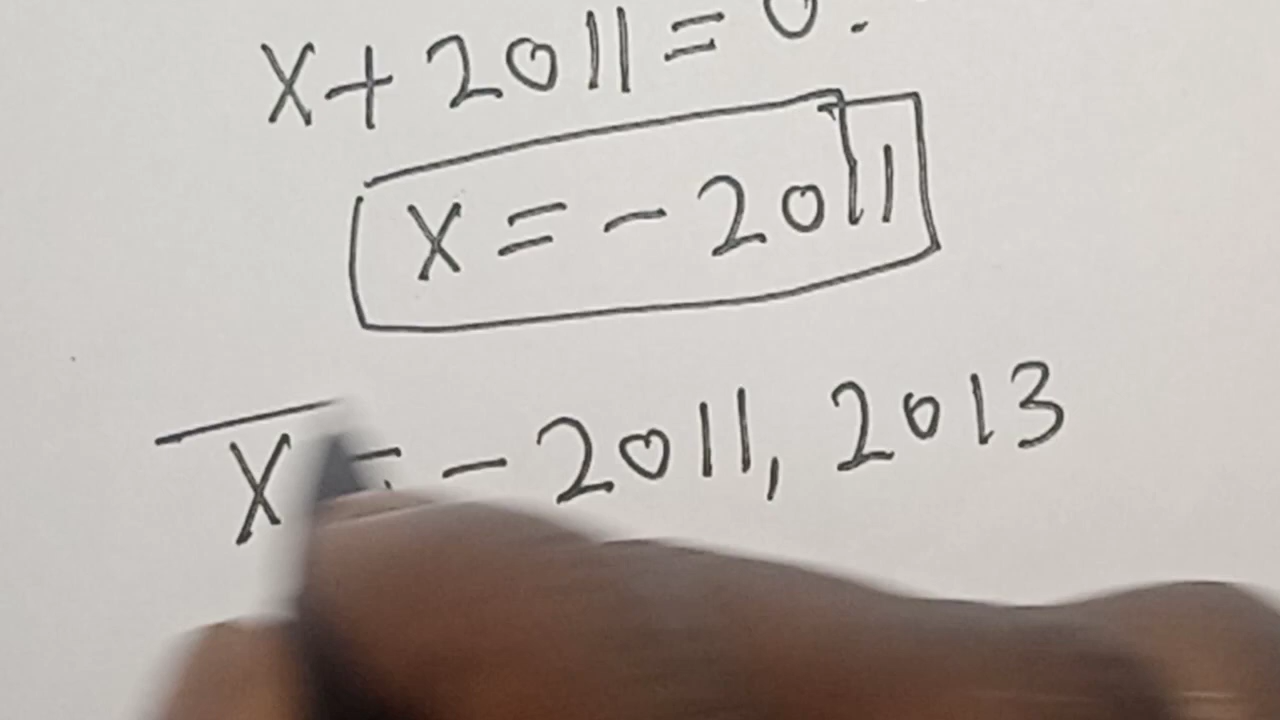 x + 2011 = 0.
x = - 2011
x = - 2011, 2013